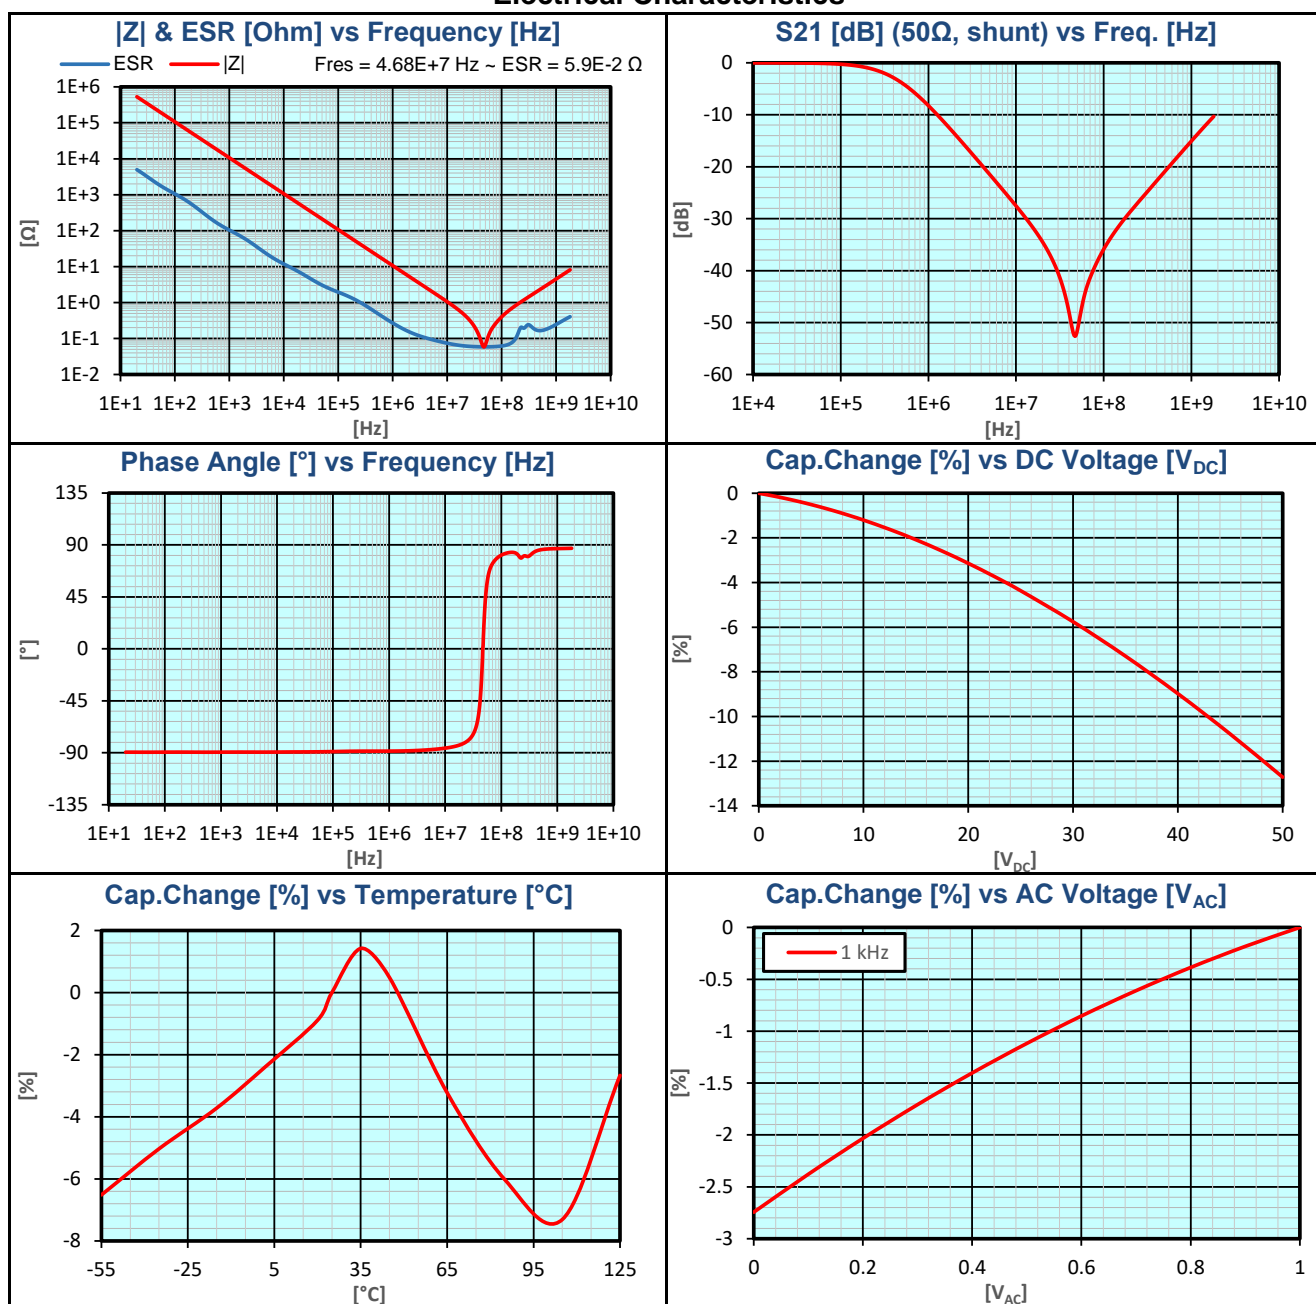 Electrical Characteristics
|Z| & ESR [Ohm] vs Frequency [Hz]
ESR |Z| Fres = 4.68E+7 Hz ~ ESR = 5.9E-2 Ω
1E+6
1E+5
1E+4
1E+3
1E+2
1E+1
1E+0
1E-1
1E-2
[Ω]
1E+1 1E+2 1E+3 1E+4 1E+5 1E+6 1E+7 1E+8 1E+9 1E+10
[Hz]
S21 [dB] (50Ω, shunt) vs Freq. [Hz]
0
-10
-20
-30
-40
-50
-60
[dB]
1E+4 1E+5 1E+6 1E+7 1E+8 1E+9 1E+10
[Hz]
Phase Angle [°] vs Frequency [Hz]
135
90
45
0
-45
-90
-135
[°]
1E+1 1E+2 1E+3 1E+4 1E+5 1E+6 1E+7 1E+8 1E+9 1E+10
[Hz]
Cap.Change [%] vs DC Voltage [VDC]
0
-2
-4
-6
-8
-10
-12
-14
[%]
0 10 20 30 40 50
[VDC]
Cap.Change [%] vs Temperature [°C]
2
0
-2
-4
-6
-8
[%]
-55 -25 5 35 65 95 125
[°C]
Cap.Change [%] vs AC Voltage [VAC]
1 kHz
0
-0.5
-1
-1.5
-2
-2.5
-3
[%]
0 0.2 0.4 0.6 0.8 1
[VAC]